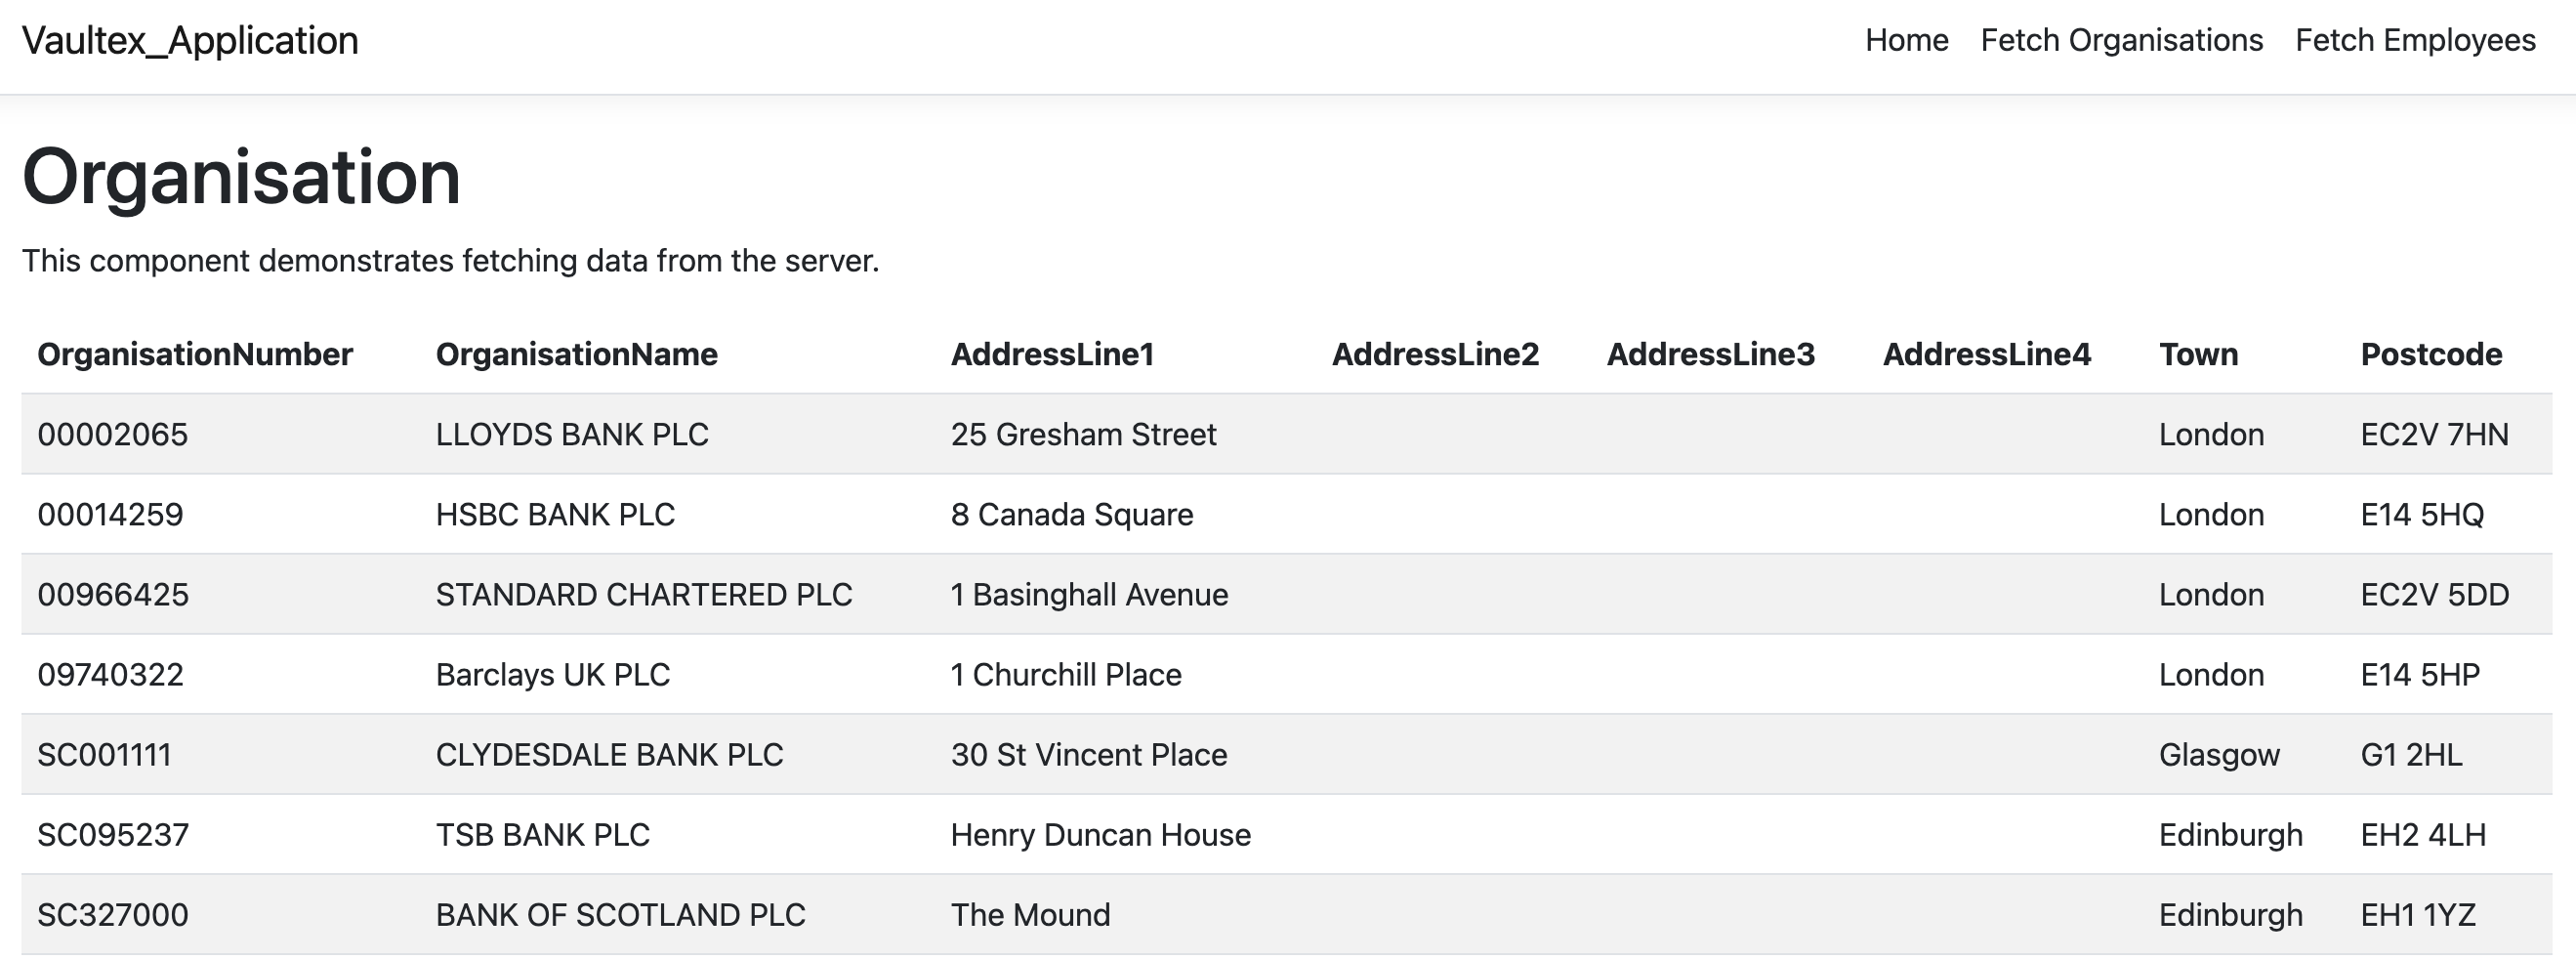 Vaultex_Application Home Fetch Organisations Fetch Employees
Organisation
This component demonstrates fetching data from the server.
OrganisationNumber OrganisationName AddressLine1 AddressLine2 AddressLine3 AddressLine4 Town Postcode
00002065 LLOYDS BANK PLC 25 Gresham Street London EC2V 7HN
00014259 HSBC BANK PLC 8 Canada Square London E14 5HQ
00966425 STANDARD CHARTERED PLC 1 Basinghall Avenue London EC2V 5DD
09740322 Barclays UK PLC 1 Churchill Place London E14 5HP
SC001111 CLYDESDALE BANK PLC 30 St Vincent Place Glasgow G1 2HL
SC095237 TSB BANK PLC Henry Duncan House Edinburgh EH2 4LH
SC327000 BANK OF SCOTLAND PLC The Mound Edinburgh EH1 1YZ